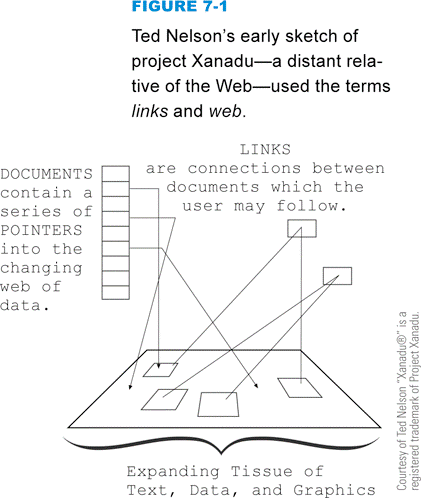 FIGURE 7-1
Ted Nelson's early sketch of
project Xanadu—a distant rela-
tive of the Web—used the terms
links and web.
LINKS
are connections between
documents which the
user may follow.
DOCUMENTS
contain a
series of
POINTERS
into the
changing
web of
data.
Expanding Tissue of
Text, Data, and Graphics
Courtesy of Ted Nelson "Xanadu®" is a
registered trademark of Project Xanadu.